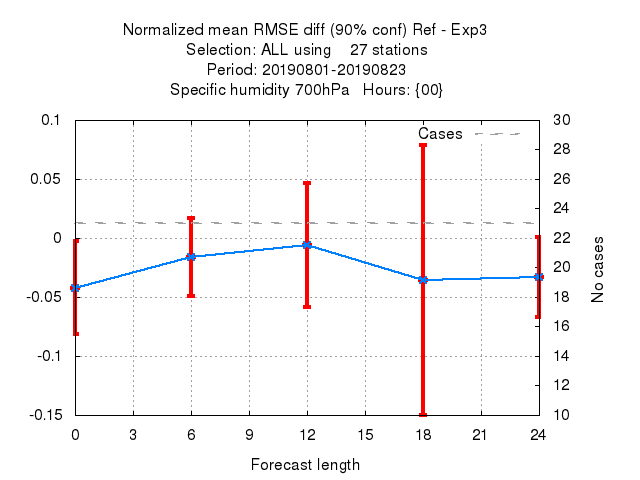 Normalized mean RMSE diff (90% conf) Ref - Exp3
Selection: ALL using    27 stations
Period: 20190801-20190823
Specific humidity 700hPa   Hours: {00}
Cases
0.1
0.05
0
-0.05
-0.1
-0.15
30
28
26
24
22
20
18
16
14
12
10
No cases
0 3 6 9 12 15 18 21 24
Forecast length